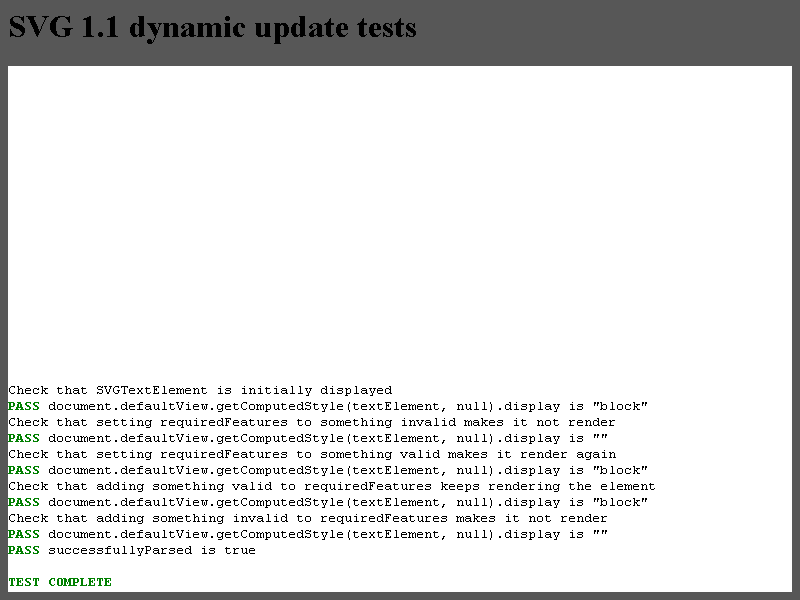 SVG 1.1 dynamic update tests
Check that SVGTextElement is initially displayed
PASS document.defaultView.getComputedStyle(textElement, null).display is "block"
Check that setting requiredFeatures to something invalid makes it not render
PASS document.defaultView.getComputedStyle(textElement, null).display is ""
Check that setting requiredFeatures to something valid makes it render again
PASS document.defaultView.getComputedStyle(textElement, null).display is "block"
Check that adding something valid to requiredFeatures keeps rendering the element
PASS document.defaultView.getComputedStyle(textElement, null).display is "block"
Check that adding something invalid to requiredFeatures makes it not render
PASS document.defaultView.getComputedStyle(textElement, null).display is ""
PASS successfullyParsed is true
TEST COMPLETE